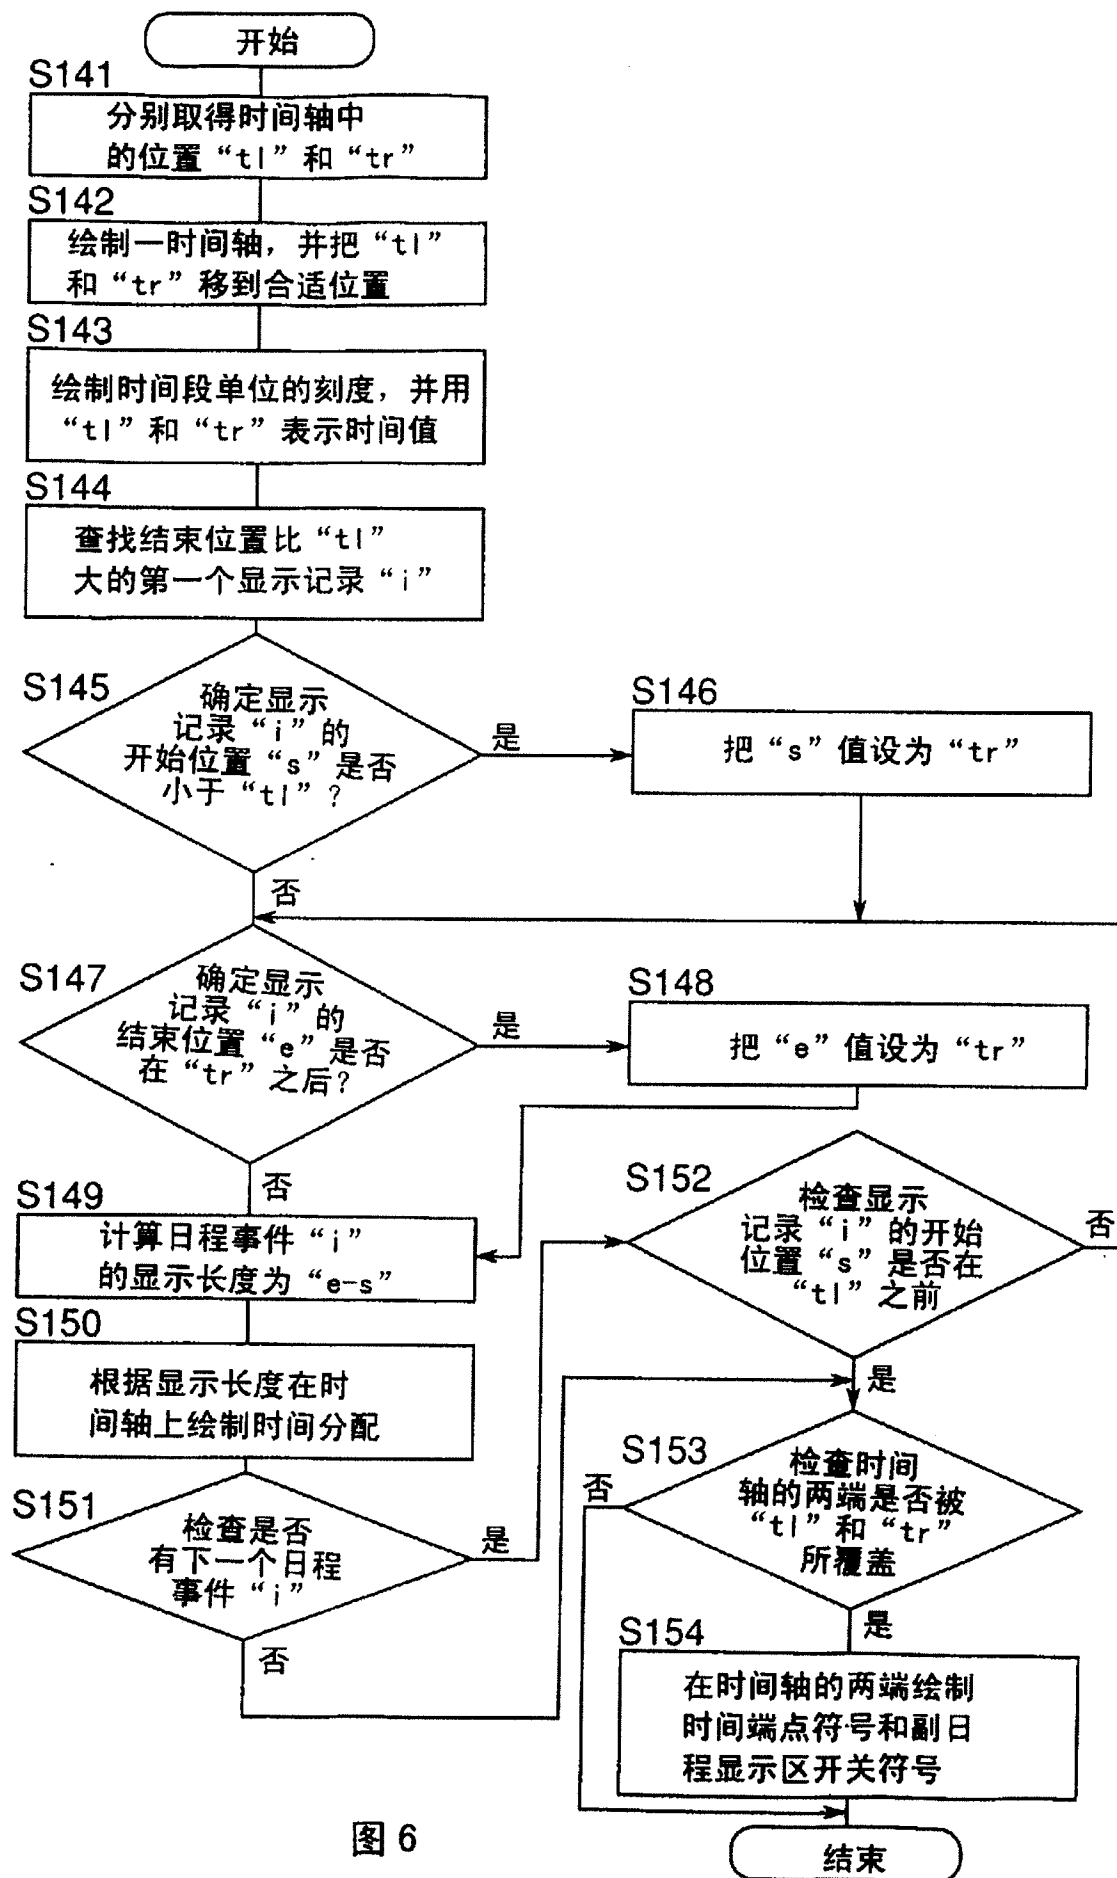 开始
S141
分别取得时间轴中
的位置“tl”和“tr”
S142
绘制一时间轴，并把“tl”
和“tr”移到合适位置
S143
绘制时间段单位的刻度，并用
“tl”和“tr”表示时间值
S144
查找结束位置比“tl”
大的第一个显示记录“i”
S145
确定显示
记录“i”的
开始位置“s”是否
小于“tl”？
是
S146
把“s”值设为“tr”
否
S147
确定显示
记录“i”的
结束位置“e”是否
在“tr”之后？
是
S148
把“e”值设为“tr”
否
S149
计算日程事件“i”
的显示长度为“e-s”
S150
根据显示长度在时
间轴上绘制时间分配
S151
检查是否
有下一个日程
事件“i”
是
否
S152
检查显示
记录“i”的开始
位置“s”是否在
“tl”之前
否
是
S153
检查时间
轴的两端是否被
“tl”和“tr”
所覆盖
否
是
S154
在时间轴的两端绘制
时间端点符号和副日
程显示区开关符号
结束
图 6